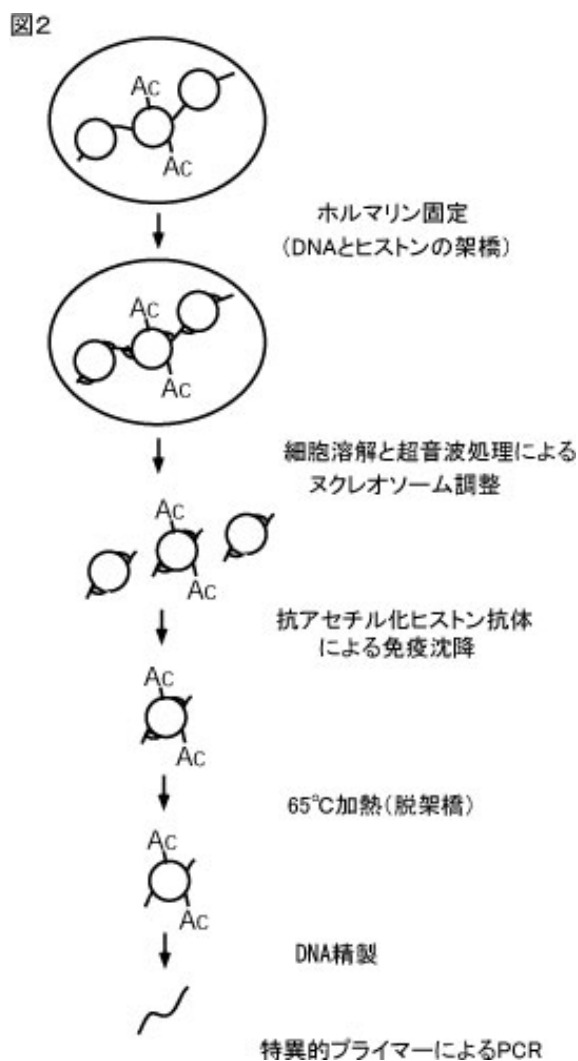 図2
Ac
Ac
ホルマリン固定
(DNAとヒストンの架橋)
Ac
Ac
細胞溶解と超音波処理による
ヌクレオソーム調整
Ac
Ac
抗アセチル化ヒストン抗体
による免疫沈降
Ac
Ac
65℃加熱(脱架橋)
Ac
Ac
DNA精製
特異的プライマーによるPCR